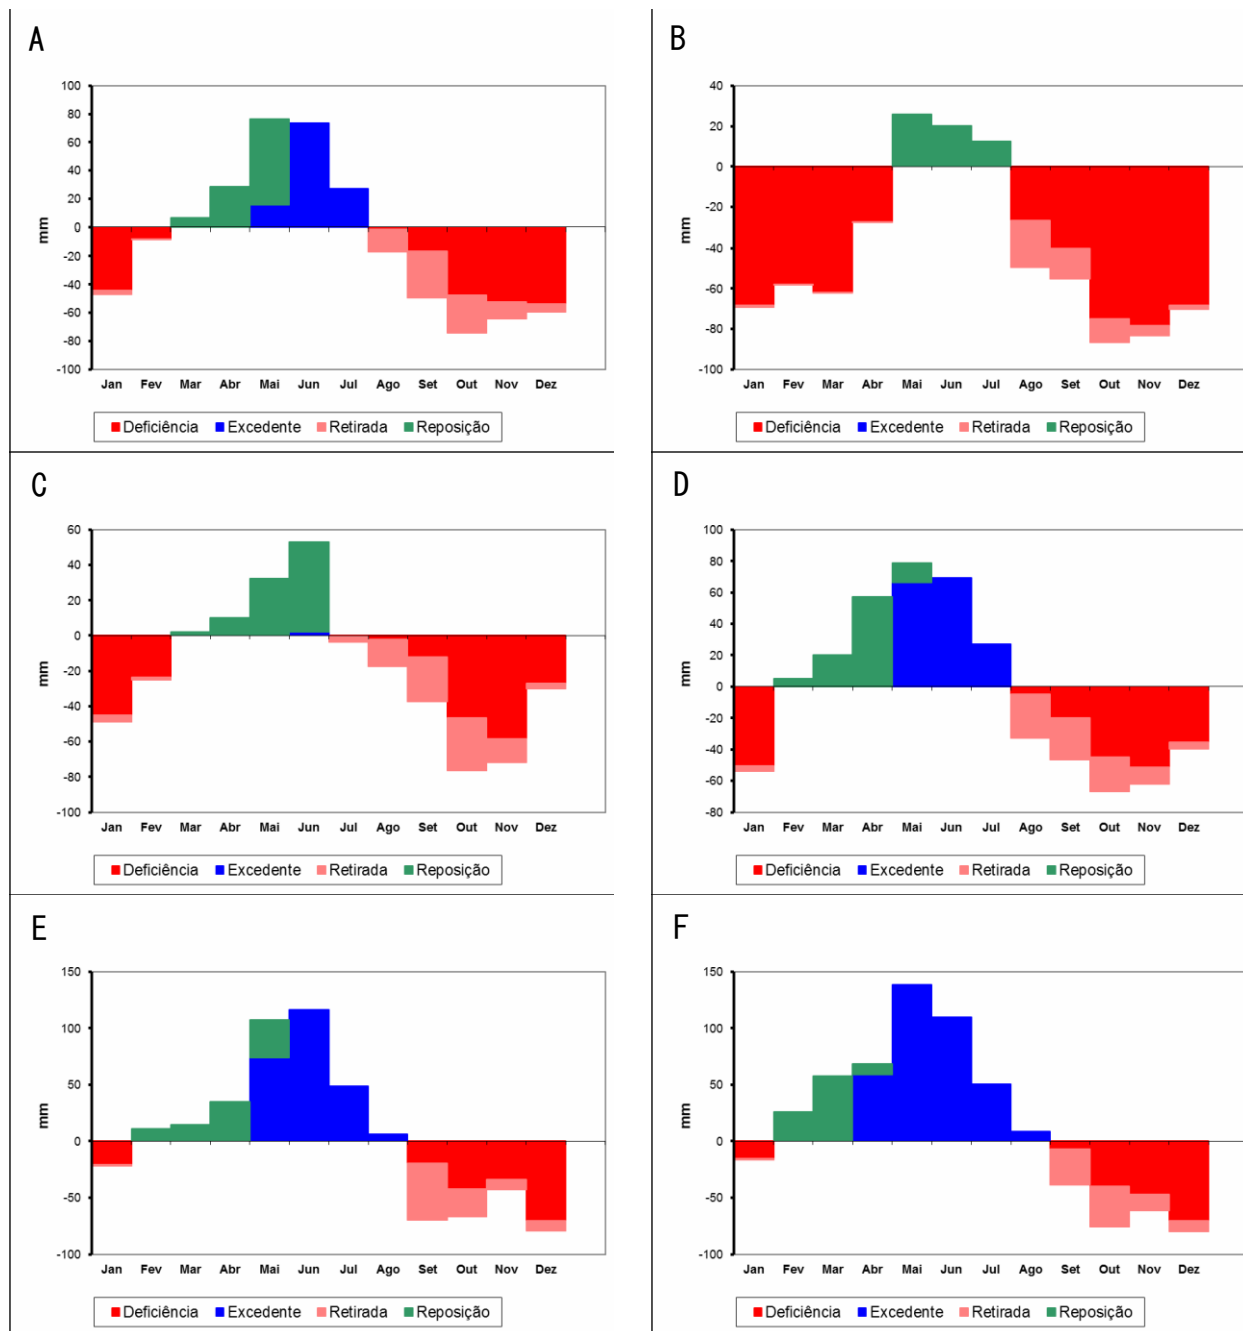 A
100
80
60
40
20
0
-20
-40
-60
-80
-100
mm
Jan Fev Mar Abr Mai Jun Jul Ago Set Out Nov Dez
Deficiência Excedente Retirada Reposição
B
40
20
0
-20
-40
-60
-80
-100
mm
Jan Fev Mar Abr Mai Jun Jul Ago Set Out Nov Dez
Deficiência Excedente Retirada Reposição
C
60
40
20
0
-20
-40
-60
-80
-100
mm
Jan Fev Mar Abr Mai Jun Jul Ago Set Out Nov Dez
Deficiência Excedente Retirada Reposição
D
100
80
60
40
20
0
-20
-40
-60
-80
mm
Jan Fev Mar Abr Mai Jun Jul Ago Set Out Nov Dez
Deficiência Excedente Retirada Reposição
E
150
100
50
0
-50
-100
mm
Jan Fev Mar Abr Mai Jun Jul Ago Set Out Nov Dez
Deficiência Excedente Retirada Reposição
F
150
100
50
0
-50
-100
mm
Jan Fev Mar Abr Mai Jun Jul Ago Set Out Nov Dez
Deficiência Excedente Retirada Reposição